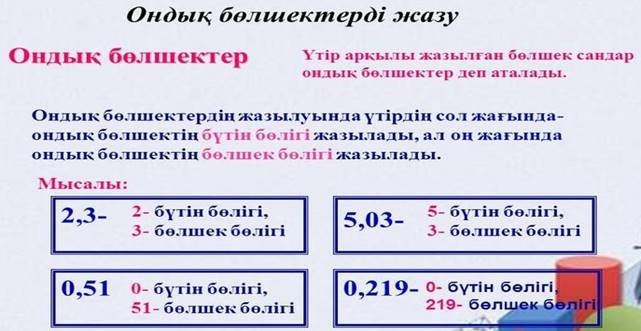 Ондық бөлшектерді жазу
Ондық бөлшектер
Үтір арқылы жазылған бөлшек сандар
ондық бөлшектер деп аталады.
Ондық бөлшектердің жазылуында үтірдің сол жағында-
ондық бөлшектің бүтін бөлігі жазылады, ал оң жағында
ондық бөлшектің бөлшек бөлігі жазылады.
Мысалы:
2,3- 2- бүтін бөлігі,
3- бөлшек бөлігі
5,03- 5- бүтін бөлігі,
3- бөлшек бөлігі
0,51 0- бүтін бөлігі,
51- бөлшек бөлігі
0,219- 0- бүтін бөлігі,
219- бөлшек бөлігі